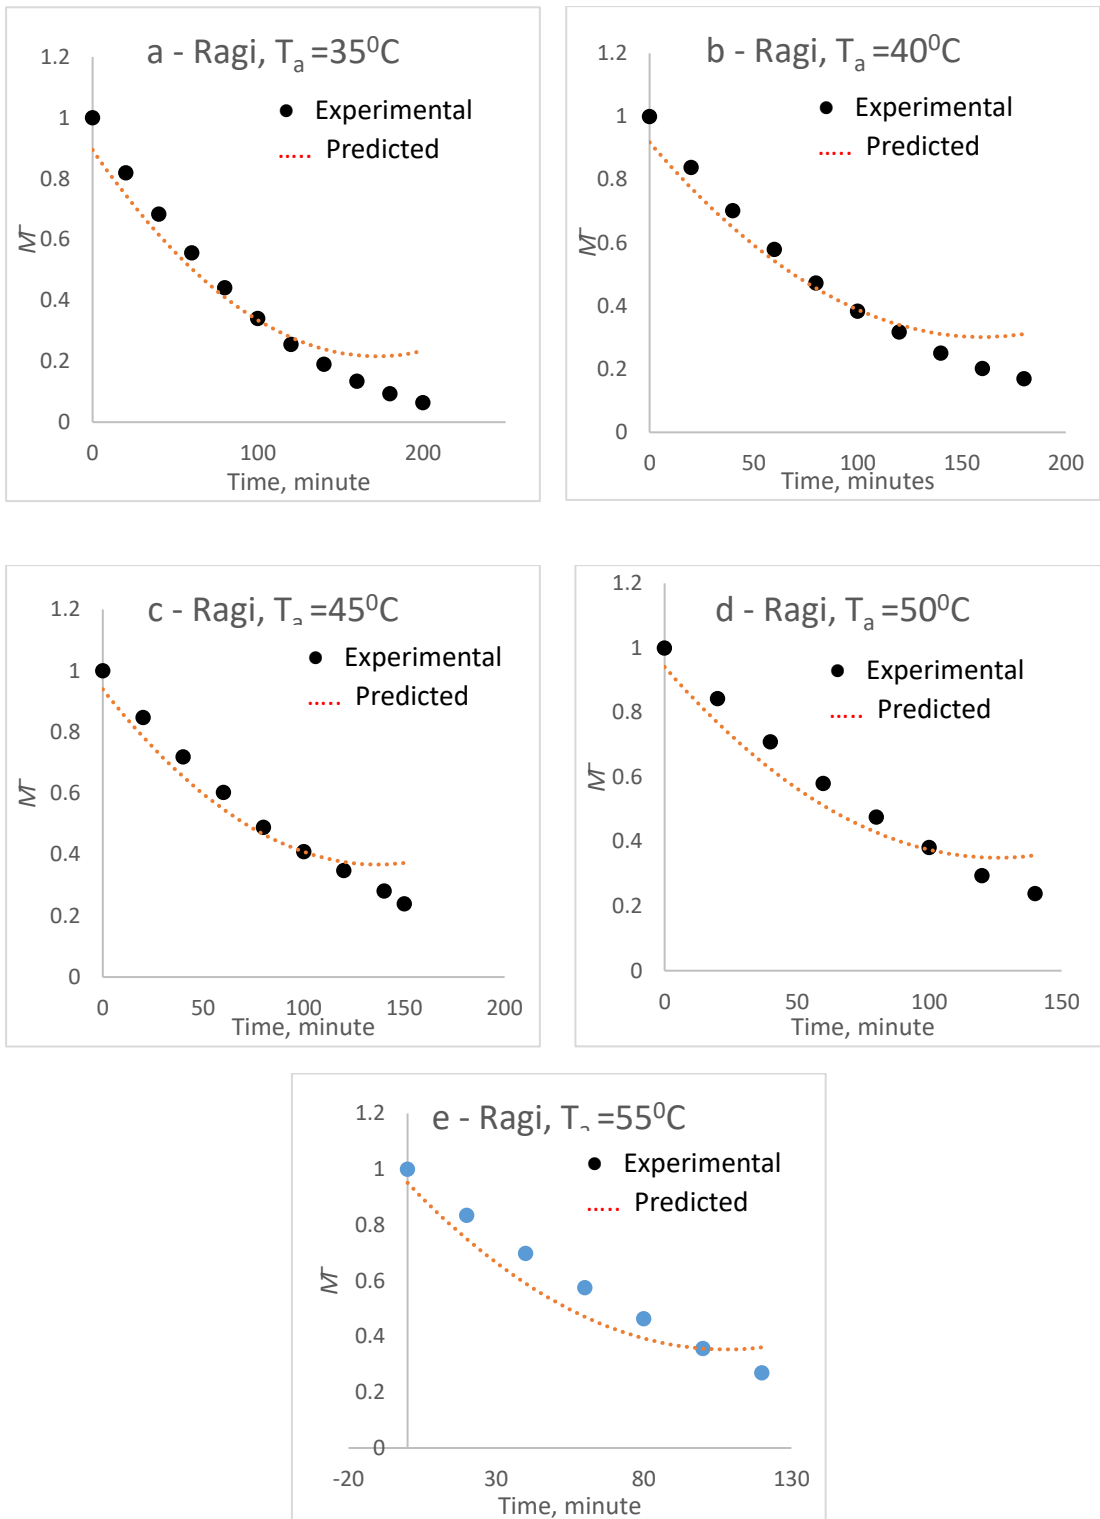 a - Ragi, Ta =35⁰C
1.2
1
0.8
0.6
0.4
0.2
0
Experimental
Predicted
0 100 200
Time, minute
b - Ragi, Ta =40⁰C
1.2
1
0.8
0.6
0.4
0.2
0
Experimental
Predicted
0 50 100 150 200
Time, minutes
c - Ragi, Ta =45⁰C
1.2
1
0.8
0.6
0.4
0.2
0
Experimental
Predicted
0 50 100 150 200
Time, minute
d - Ragi, Ta =50⁰C
1.2
1
0.8
0.6
0.4
0.2
0
Experimental
Predicted
0 50 100 150
Time, minute
e - Ragi, Ta =55⁰C
1.2
1
0.8
0.6
0.4
0.2
0
Experimental
Predicted
-20 30 80 130
Time, minute